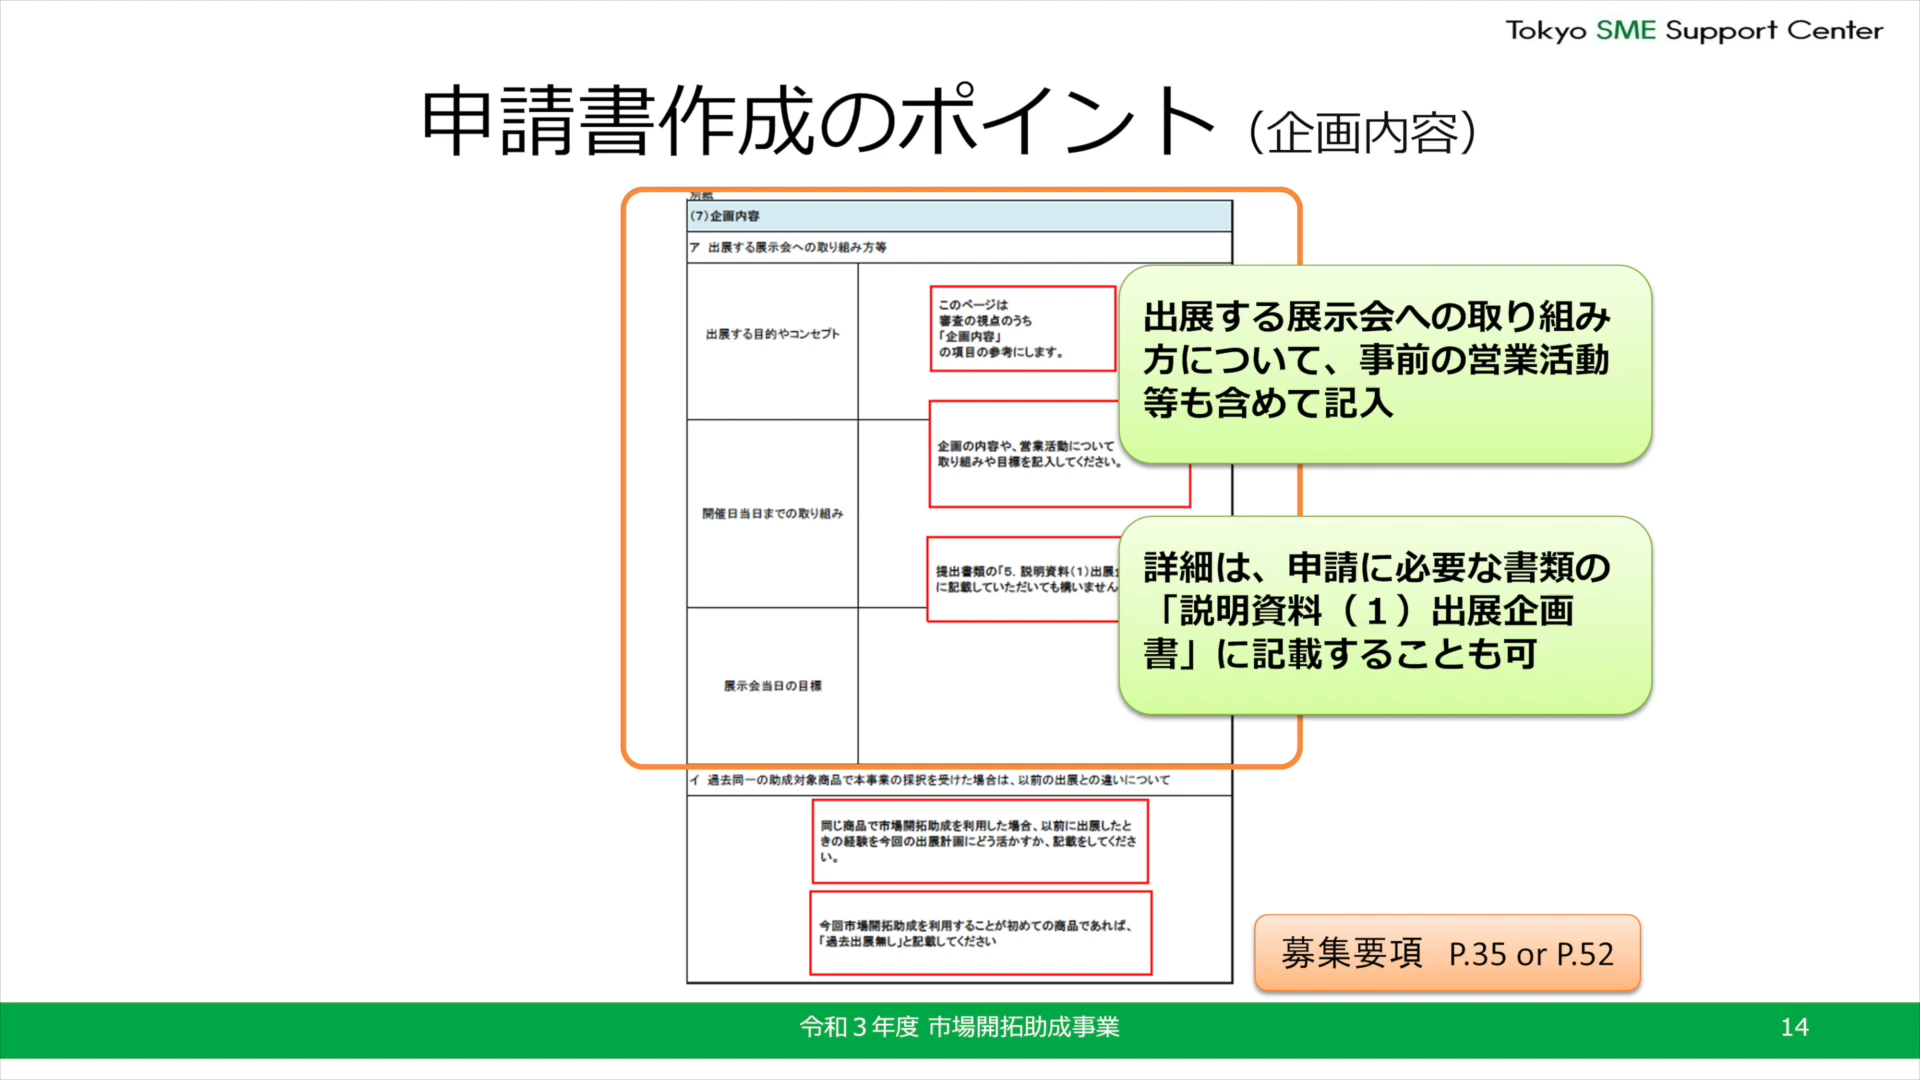 Tokyo SME Support Center
申請書作成のポイント（企画内容）
別紙
(7)企画内容
ア 出展する展示会への取り組み方等
出展する目的やコンセプト
このページは
審査の視点のうち
「企画内容」
の項目の参考にします。
出展する展示会への取り組み
方について、事前の営業活動
等も含めて記入
企画の内容や、営業活動について
取り組みや目標を記入してください。
開催日当日までの取り組み
提出書類の「5．説明資料(1)出展
に記載していただいても構いません
詳細は、申請に必要な書類の
「説明資料（１）出展企画
書」に記載することも可
展示会当日の目標
イ 過去同一の助成対象商品で本事業の採択を受けた場合は、以前の出展との違いについて
同じ商品で市場開拓助成を利用した場合、以前に出展したと
きの経験を今回の出展計画にどう活かすか、記載をしてくださ
い。
今回市場開拓助成を利用することが初めての商品であれば、
「過去出展無し」と記載してください
募集要項 P.35 or P.52
令和３年度 市場開拓助成事業
14